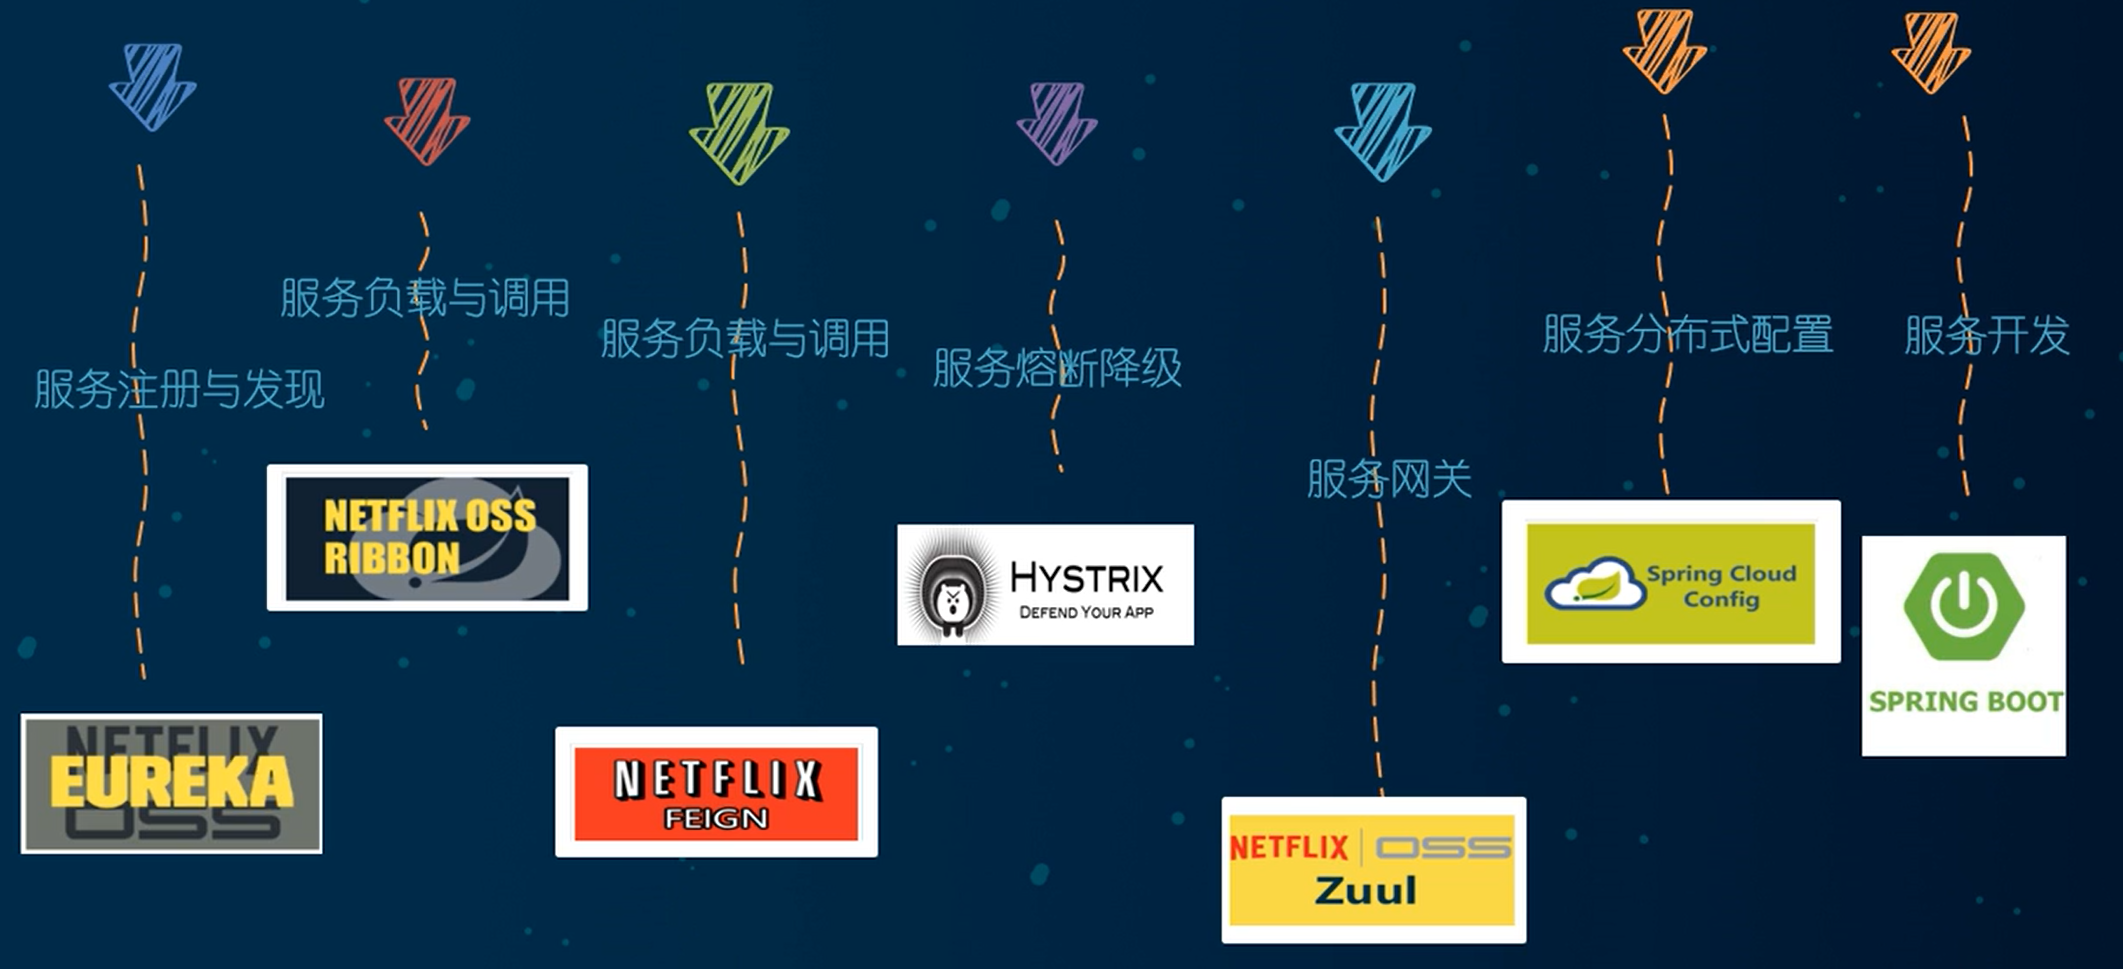 服务注册与发现
NETFLIX
EUREKA
OSS
服务负载与调用
NETFLIX OSS
RIBBON
服务负载与调用
NETFLIX
FEIGN
服务熔断降级
HYSTRIX
DEFEND YOUR APP
服务网关
NETFLIX OSS
Zuul
服务分布式配置
Spring Cloud
Config
服务开发
SPRING BOOT